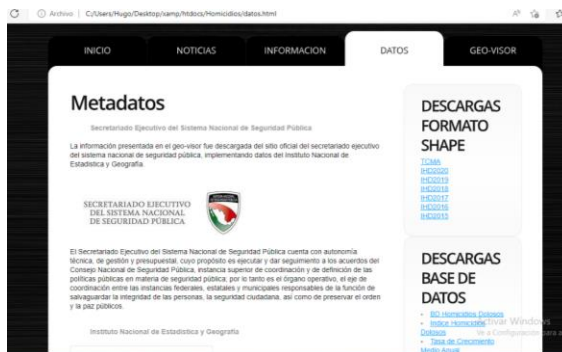 Archivo | C:/Users/Hugo/Desktop/xamp/htdocs/Homicidios/datos.html
INICIO
NOTICIAS
INFORMACION
DATOS
GEO-VISOR
Metadatos
Secretariado Ejecutivo del Sistema Nacional de Seguridad Pública
La información presentada en el geo-visor fue descargada del sitio oficial del secretariado ejecutivo
del sistema nacional de seguridad pública, implementando datos del Instituto Nacional de
Estadística y Geografía.
SECRETARIADO EJECUTIVO
DEL SISTEMA NACIONAL
DE SEGURIDAD PÚBLICA
El Secretariado Ejecutivo del Sistema Nacional de Seguridad Pública cuenta con autonomía
técnica, de gestión y presupuestal, cuyo propósito es ejecutar y dar seguimiento a los acuerdos del
Consejo Nacional de Seguridad Pública, instancia superior de coordinación y de definición de las
políticas públicas en materia de seguridad pública, por lo tanto es el órgano operativo, el eje de
coordinación entre las instancias federales, estatales y municipales responsables de la función de
salvaguardar la integridad de las personas, la seguridad ciudadana, así como de preservar el orden
y la paz públicos.
Instituto Nacional de Estadística y Geografía
DESCARGAS
FORMATO
SHAPE
TCMA
IHD2020
IHD2019
IHD2018
IHD2017
IHD2016
IHD2015
DESCARGAS
BASE DE
DATOS
BD Homicidios Dolosos
Indice Homicidios
Dolosos
Tasa de Crecimiento
Medio Anual
Activar Windows
Ve a Configuración para a